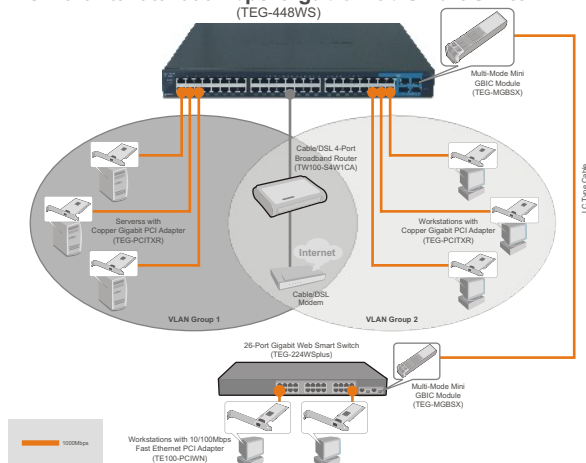 (TEG-448WS)
Multi-Mode Mini
GBIC Module
(TEG-MGBSX)
LC Type Cable
Cable/DSL 4-Port
Broadband Router
(TW100-S4W1CA)
Serverss with
Copper Gigabit PCI Adapter
(TEG-PCITXR)
Workstations with
Copper Gigabit PCI Adapter
(TEG-PCITXR)
Internet
Cable/DSL
Modem
VLAN Group 1
VLAN Group 2
26-Port Gigabit Web Smart Switch
(TEG-224WSplus)
Multi-Mode Mini
GBIC Module
(TEG-MGBSX)
1000Mbps
Workstations with 10/100Mbps
Fast Ethernet PCI Adapter
(TE100-PCIWN)